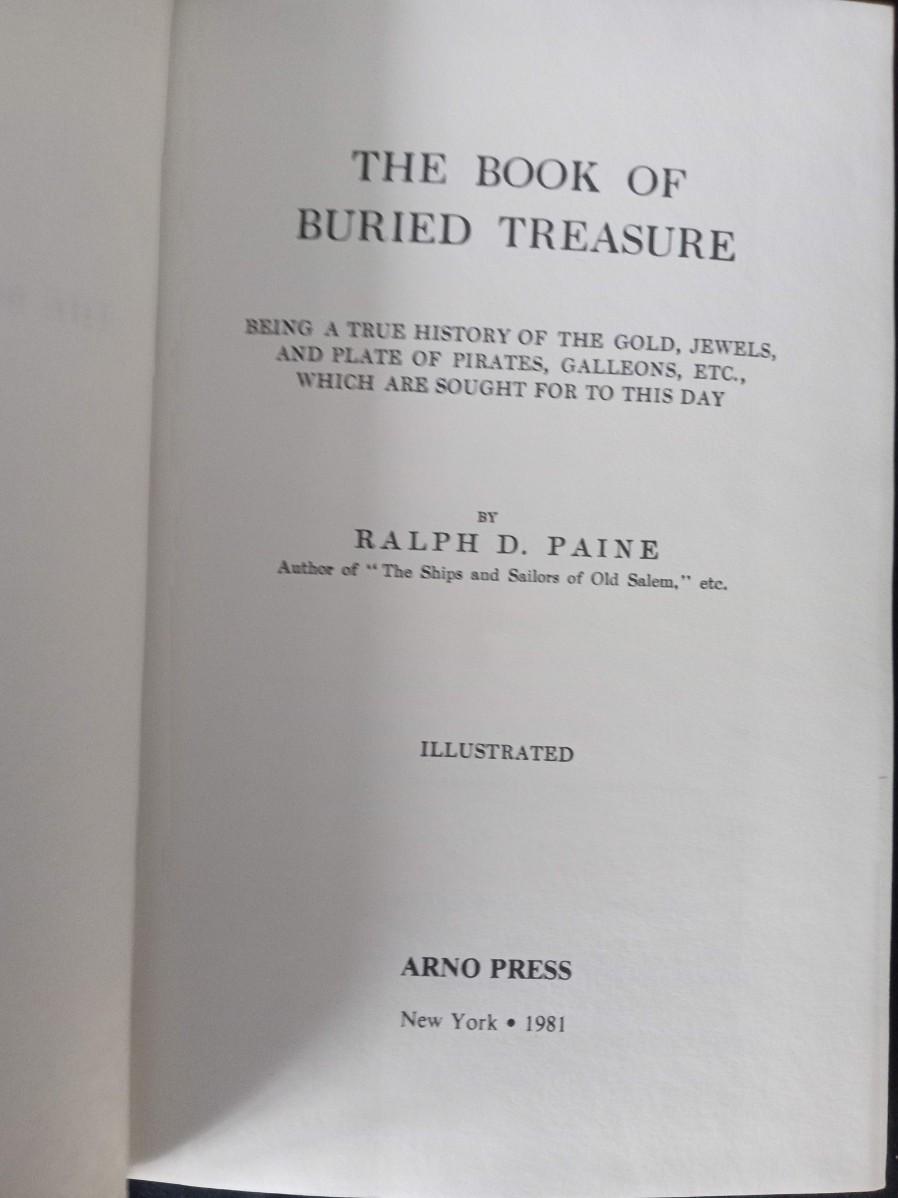 THE BOOK OF
BURIED TREASURE
BEING A TRUE HISTORY OF THE GOLD, JEWELS,
AND PLATE OF PIRATES, GALLEONS, ETC.,
WHICH ARE SOUGHT FOR TO THIS DAY
BY
RALPH D. PAINE
Author of "The Ships and Sailors of Old Salem," etc.
ILLUSTRATED
ARNO PRESS
New York • 1981